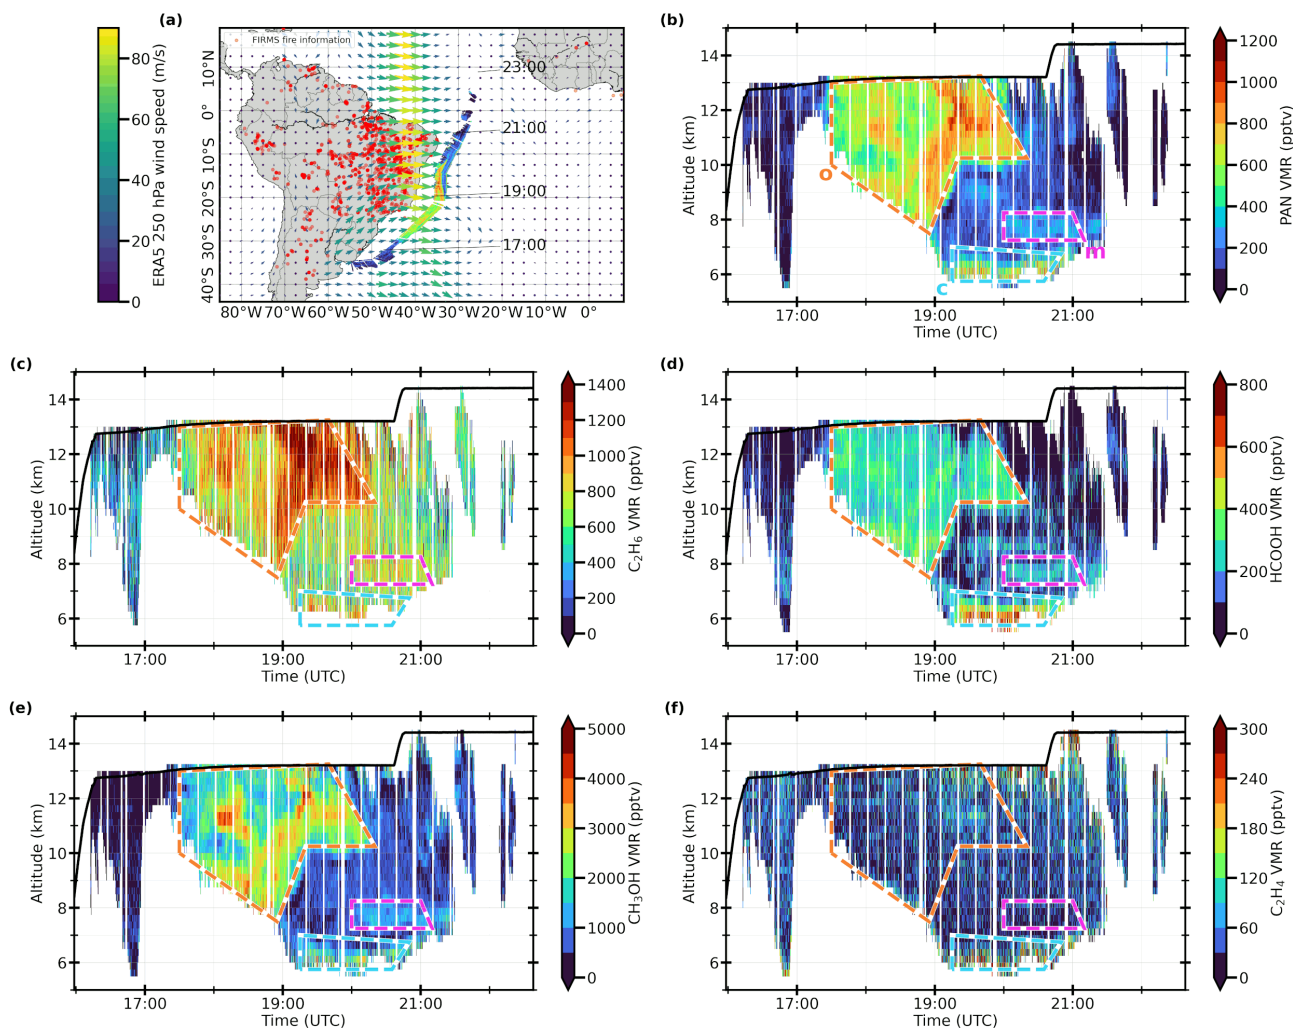 (a)
ERA5 250 hPa wind speed (m/s)
0
20
40
60
80
FIRMS fire information
10°N
0°
10°S
20°S
30°S
40°S
23:00
21:00
19:00
17:00
80°W 70°W 60°W 50°W 40°W 30°W 20°W 10°W 0°
(b)
Altitude (km)
14
12
10
8
6
o
m
c
17:00 19:00 21:00
Time (UTC)
PAN VMR (pptv)
1200
1000
800
600
400
200
0
(c)
Altitude (km)
14
12
10
8
6
17:00 19:00 21:00
Time (UTC)
C₂H₆ VMR (pptv)
1400
1200
1000
800
600
400
200
0
(d)
Altitude (km)
14
12
10
8
6
17:00 19:00 21:00
Time (UTC)
HCOOH VMR (pptv)
800
600
400
200
0
(e)
Altitude (km)
14
12
10
8
6
17:00 19:00 21:00
Time (UTC)
CH₃OH VMR (pptv)
5000
4000
3000
2000
1000
0
(f)
Altitude (km)
14
12
10
8
6
17:00 19:00 21:00
Time (UTC)
C₂H₄ VMR (pptv)
300
240
180
120
60
0